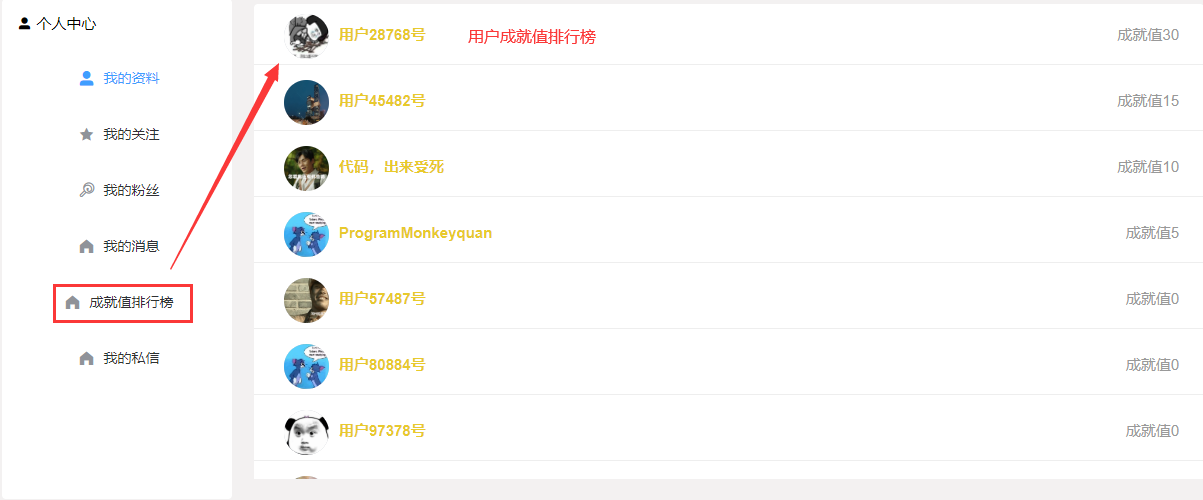 个人中心
我的资料
我的关注
我的粉丝
我的消息
成就值排行榜
我的私信
用户28768号
用户成就值排行榜
成就值30
用户45482号
成就值15
代码，出来受死
成就值10
ProgramMonkeyquan
成就值5
用户57487号
成就值0
用户80884号
成就值0
用户97378号
成就值0